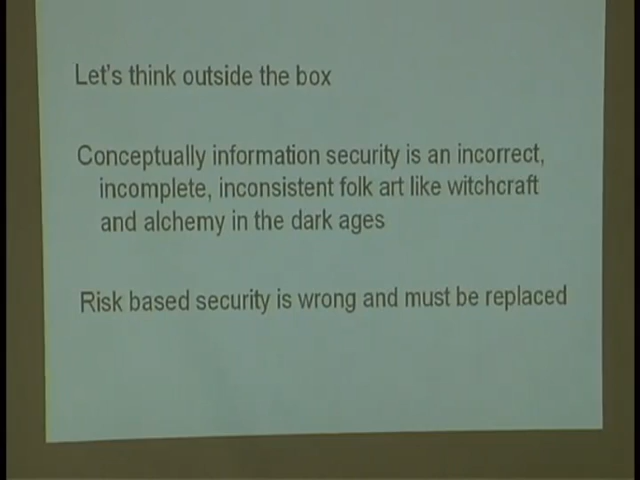 Let's think outside the box
Conceptually information security is an incorrect,
incomplete, inconsistent folk art like witchcraft
and alchemy in the dark ages
Risk based security is wrong and must be replaced